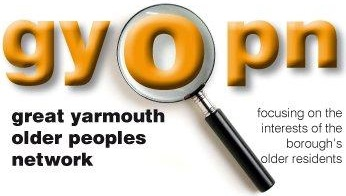 gyopn
great yarmouth
older peoples
network
focusing on the
interests of the
borough's
older residents